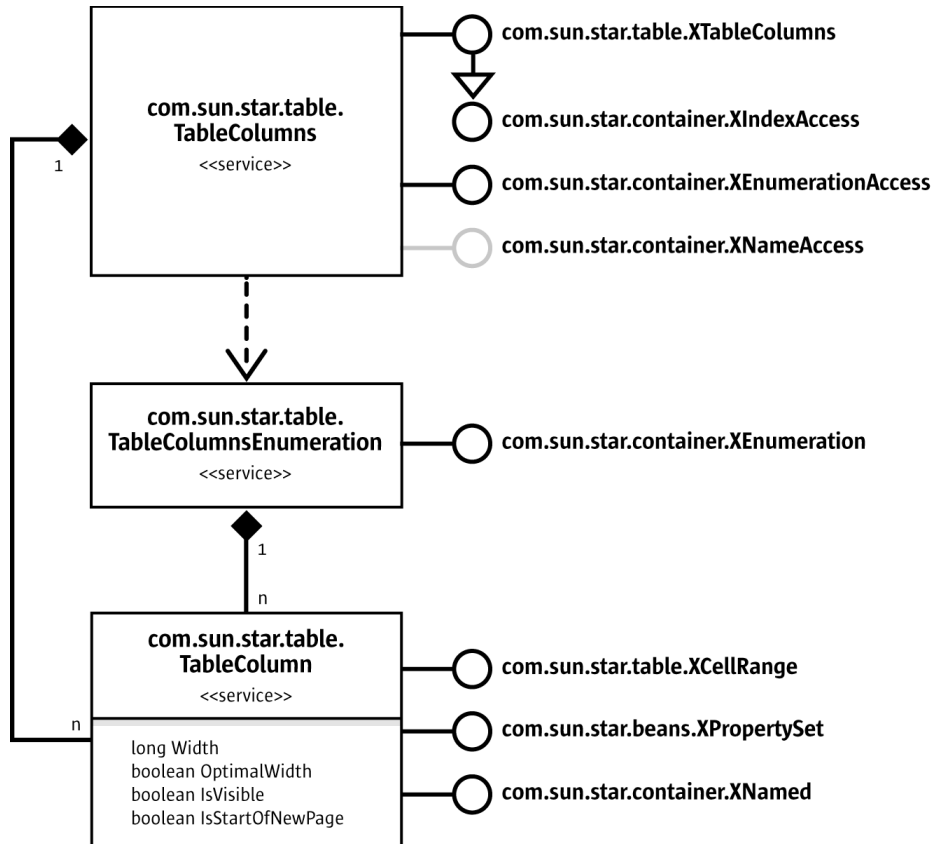 com.sun.star.table.XTableColumns
com.sun.star.table.
TableColumns
<<service>>
com.sun.star.container.XIndexAccess
1
com.sun.star.container.XEnumerationAccess
com.sun.star.container.XNameAccess
com.sun.star.table.
TableColumnsEnumeration
<<service>>
com.sun.star.container.XEnumeration
1
n
com.sun.star.table.
TableColumn
<<service>>
com.sun.star.table.XCellRange
n
com.sun.star.beans.XPropertySet
long Width
boolean OptimalWidth
boolean IsVisible
boolean IsStartOfNewPage
com.sun.star.container.XNamed